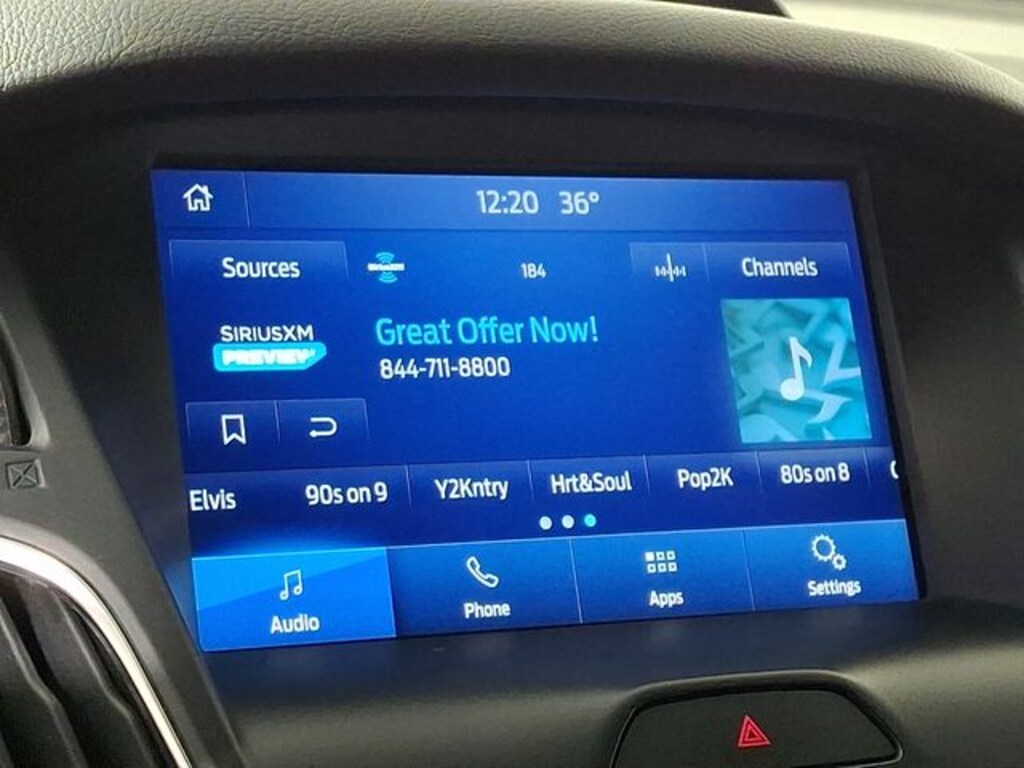 12:20 36°
Sources
SIRIUSXM
184
Channels
SIRIUSXM
PREVIEW
Great Offer Now!
844-711-8800
Elvis
90s on 9
Y2Kntry
Hrt&Soul
Pop2K
80s on 8
Audio
Phone
Apps
Settings